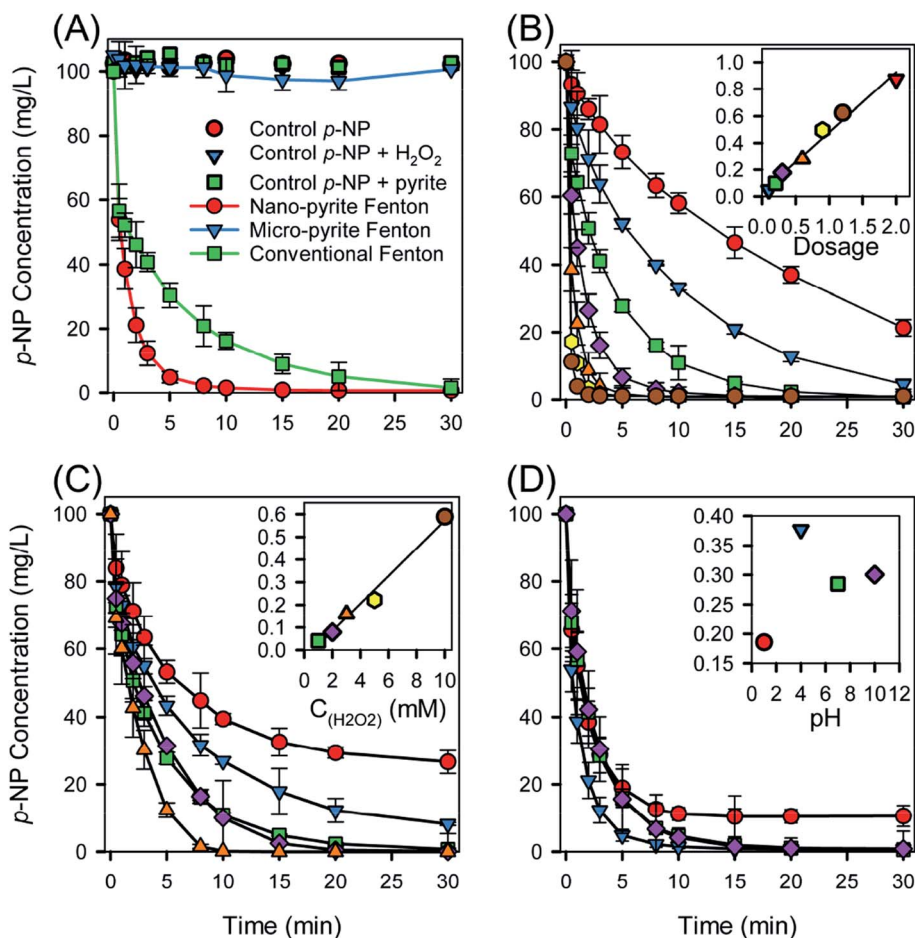 (A)
p-NP Concentration (mg/L)
120
100
80
60
40
20
0
Control p-NP
Control p-NP + H₂O₂
Control p-NP + pyrite
Nano-pyrite Fenton
Micro-pyrite Fenton
Conventional Fenton
0 5 10 15 20 25 30
(B)
100
80
60
40
20
0
1.0
0.8
0.6
0.4
0.2
0.0
0.0 0.5 1.0 1.5 2.0
Dosage
0 5 10 15 20 25 30
(C)
p-NP Concentration (mg/L)
100
80
60
40
20
0
0.6
0.5
0.4
0.3
0.2
0.1
0.0
0 2 4 6 8 10
C(H2O2) (mM)
0 5 10 15 20 25 30
Time (min)
(D)
100
80
60
40
20
0
0.40
0.35
0.30
0.25
0.20
0.15
0 2 4 6 8 10 12
pH
0 5 10 15 20 25 30
Time (min)